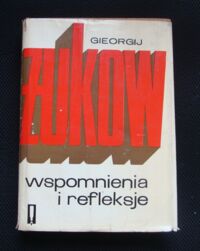 GIEORGIJ
ŻUKOW
wspomnienia
i refleksje